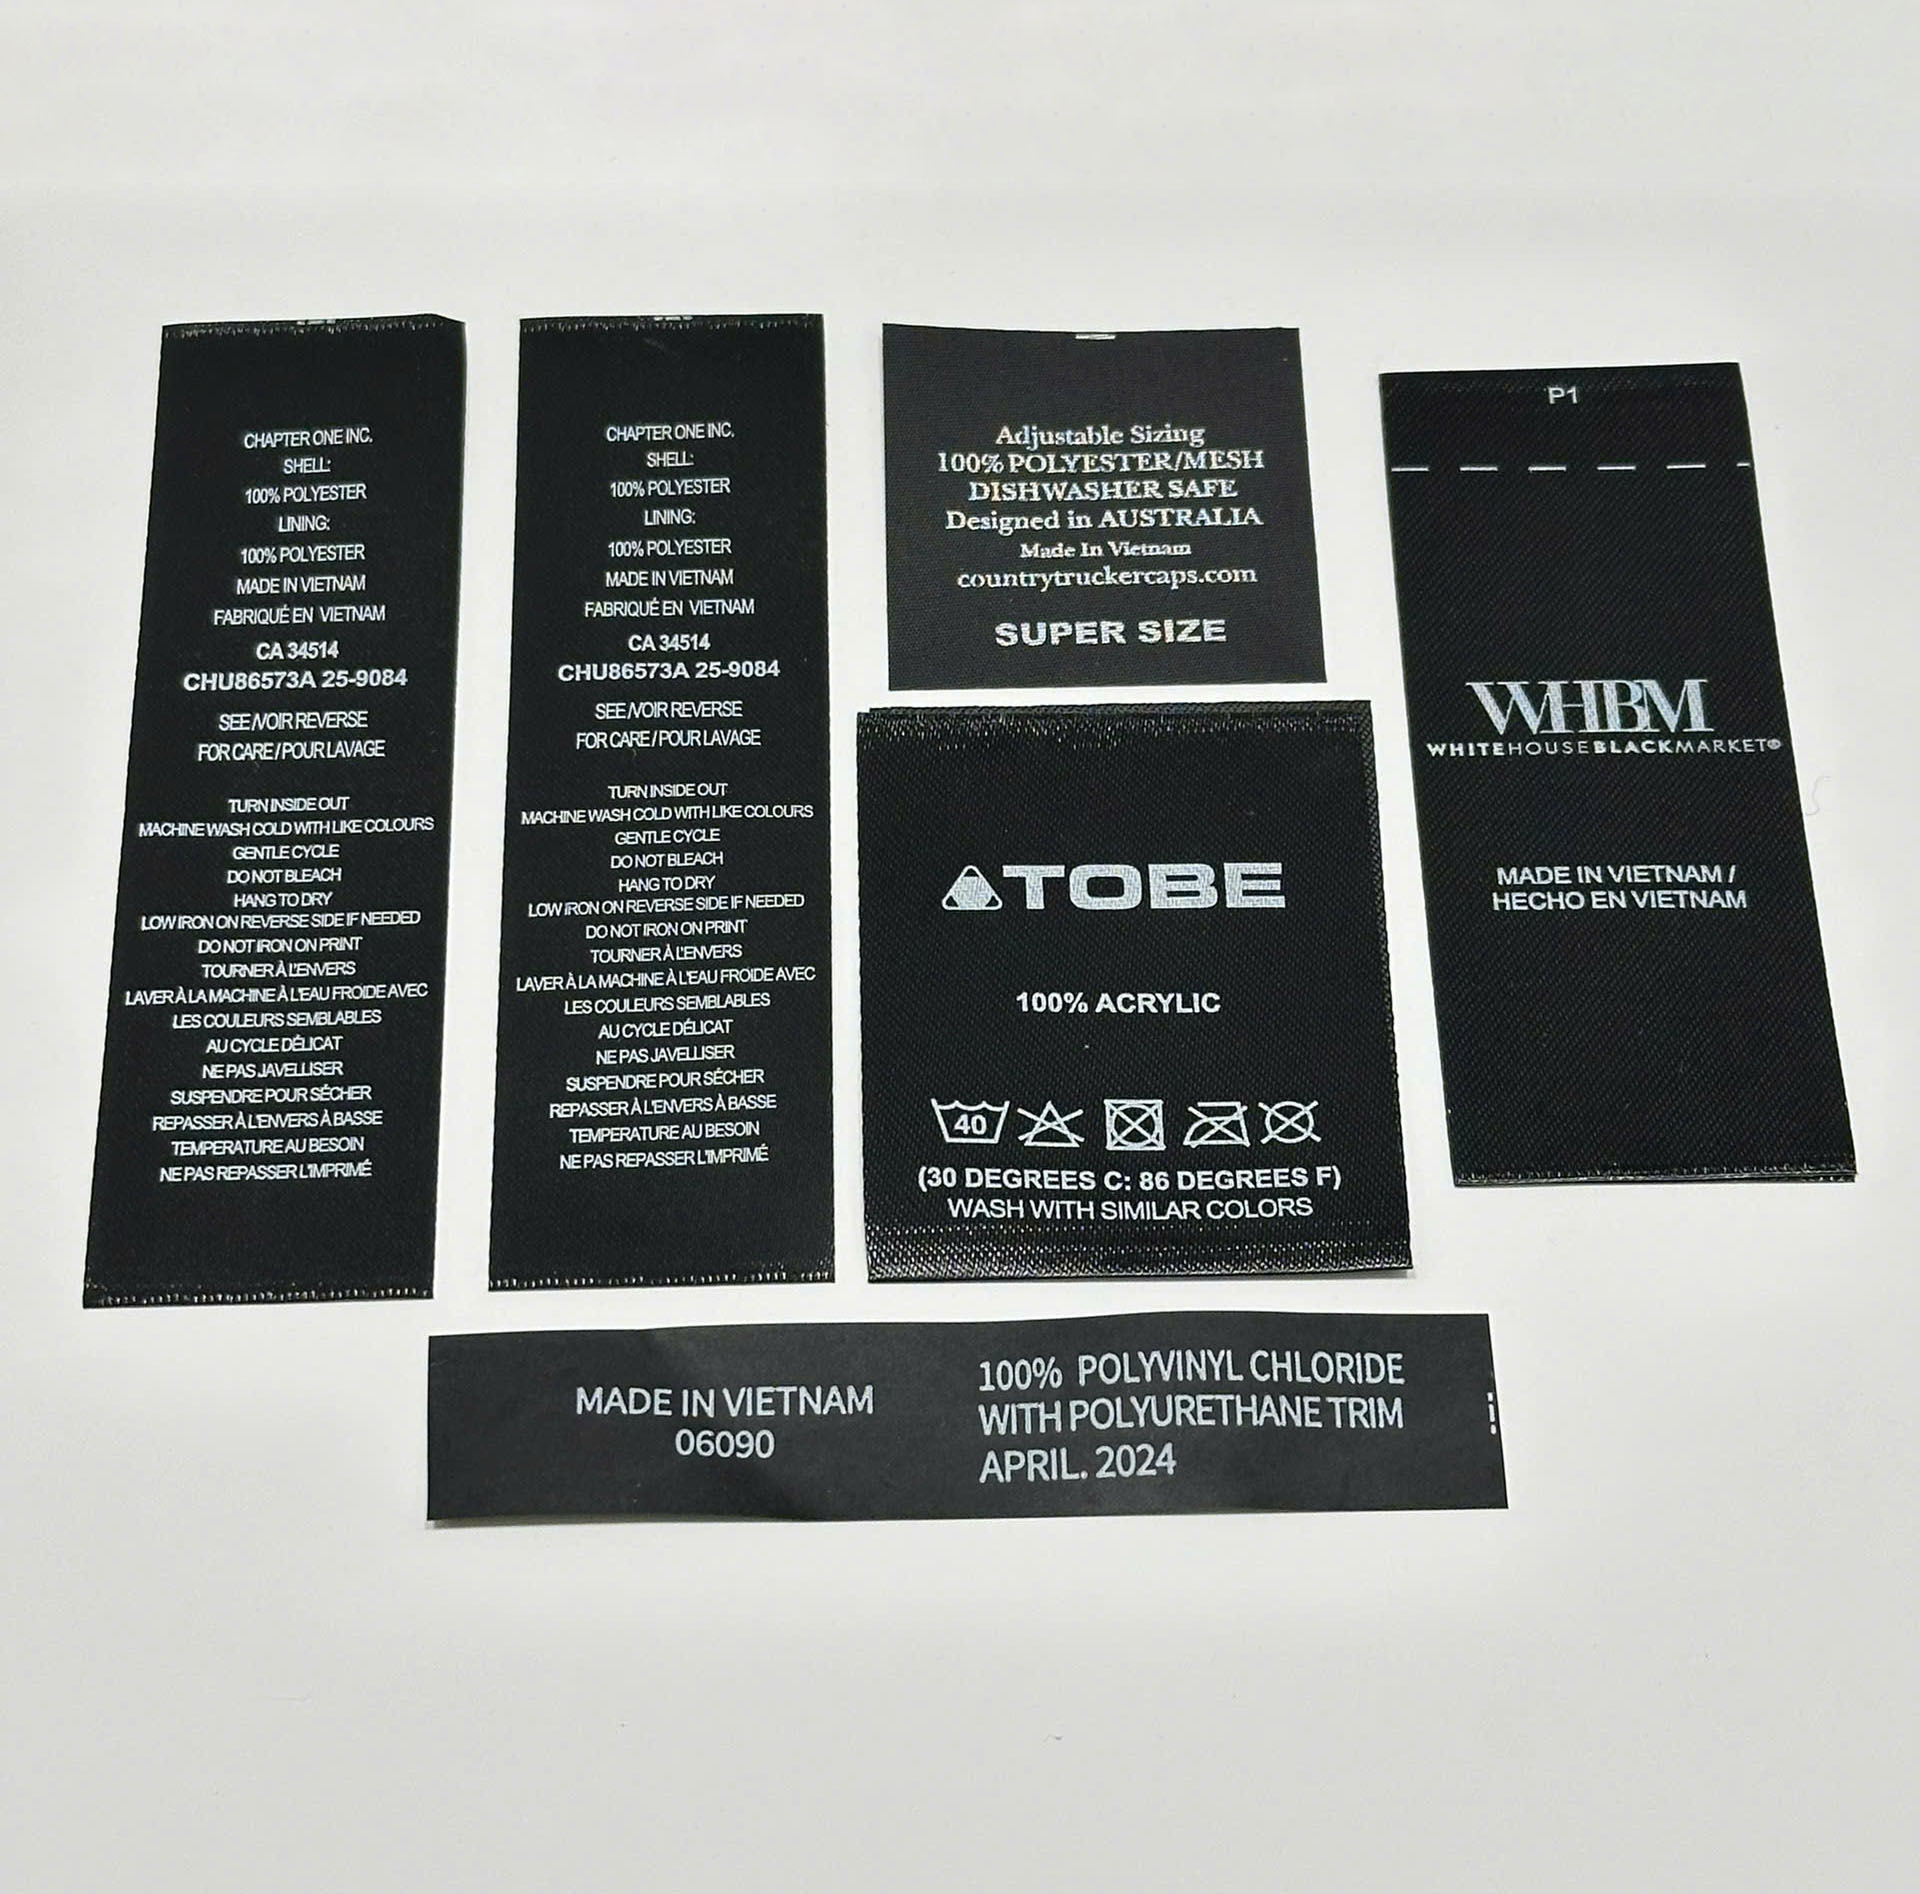 CHAPTER ONE INC.
SHELL:
100% POLYESTER
LINING:
100% POLYESTER
MADE IN VIETNAM
FABRIQUÉ EN VIETNAM
CA 34514
CHU86573A 25-9084
SEE/VOIR REVERSE
FOR CARE/POUR LAVAGE
TURN INSIDE OUT
MACHINE WASH COLD WITH LIKE COLOURS
GENTLE CYCLE
DO NOT BLEACH
HANG TO DRY
LOW IRON ON REVERSE SIDE IF NEEDED
DO NOT IRON ON PRINT
TOURNER À L'ENVERS
LAVER À LA MACHINE À L'EAU FROIDE AVEC
LES COULEURS SEMBLABLES
AU CYCLE DÉLICAT
NE PAS JAVELLISER
SUSPENDRE POUR SÉCHER
REPASSER À L'ENVERS À BASSE
TEMPERATURE AU BESOIN
NE PAS REPASSER L'IMPRIMÉ
CHAPTER ONE INC.
SHELL:
100% POLYESTER
LINING:
100% POLYESTER
MADE IN VIETNAM
FABRIQUÉ EN VIETNAM
CA 34514
CHU86573A 25-9084
SEE/VOIR REVERSE
FOR CARE/POUR LAVAGE
TURN INSIDE OUT
MACHINE WASH COLD WITH LIKE COLOURS
GENTLE CYCLE
DO NOT BLEACH
HANG TO DRY
LOW IRON ON REVERSE SIDE IF NEEDED
DO NOT IRON ON PRINT
TOURNER À L'ENVERS
LAVER À LA MACHINE À L'EAU FROIDE AVEC
LES COULEURS SEMBLABLES
AU CYCLE DÉLICAT
NE PAS JAVELLISER
SUSPENDRE POUR SÉCHER
REPASSER À L'ENVERS À BASSE
TEMPERATURE AU BESOIN
NE PAS REPASSER L'IMPRIMÉ
Adjustable Sizing
100% POLYESTER/MESH
DISHWASHER SAFE
Designed in AUSTRALIA
Made In Vietnam
countrytruckercaps.com
SUPER SIZE
TOBE
100% ACRYLIC
40
(30 DEGREES C: 86 DEGREES F)
WASH WITH SIMILAR COLORS
P1
WHBM
WHITEHOUSEBLACKMARKET®
MADE IN VIETNAM /
HECHO EN VIETNAM
MADE IN VIETNAM
06090
100% POLYVINYL CHLORIDE
WITH POLYURETHANE TRIM
APRIL. 2024